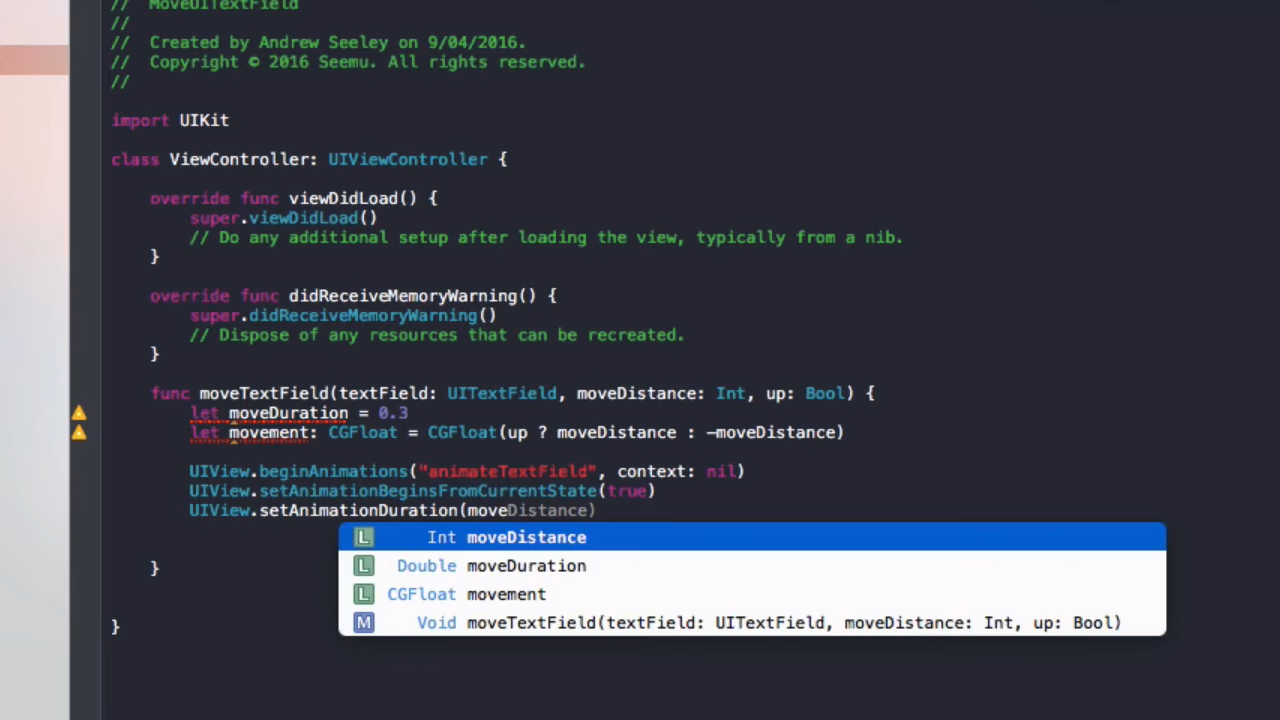 //  MoveUITextField
//
//  Created by Andrew Seeley on 9/04/2016.
//  Copyright © 2016 Seemu. All rights reserved.
//
import UIKit
class ViewController: UIViewController {
override func viewDidLoad() {
super.viewDidLoad()
// Do any additional setup after loading the view, typically from a nib.
}
override func didReceiveMemoryWarning() {
super.didReceiveMemoryWarning()
// Dispose of any resources that can be recreated.
}
func moveTextField(textField: UITextField, moveDistance: Int, up: Bool) {
let moveDuration = 0.3
let movement: CGFloat = CGFloat(up ? moveDistance : -moveDistance)
UIView.beginAnimations("animateTextField", context: nil)
UIView.setAnimationBeginsFromCurrentState(true)
UIView.setAnimationDuration(moveDistance)
L Int moveDistance
L Double moveDuration
L CGFloat movement
M Void moveTextField(textField: UITextField, moveDistance: Int, up: Bool)
}
}